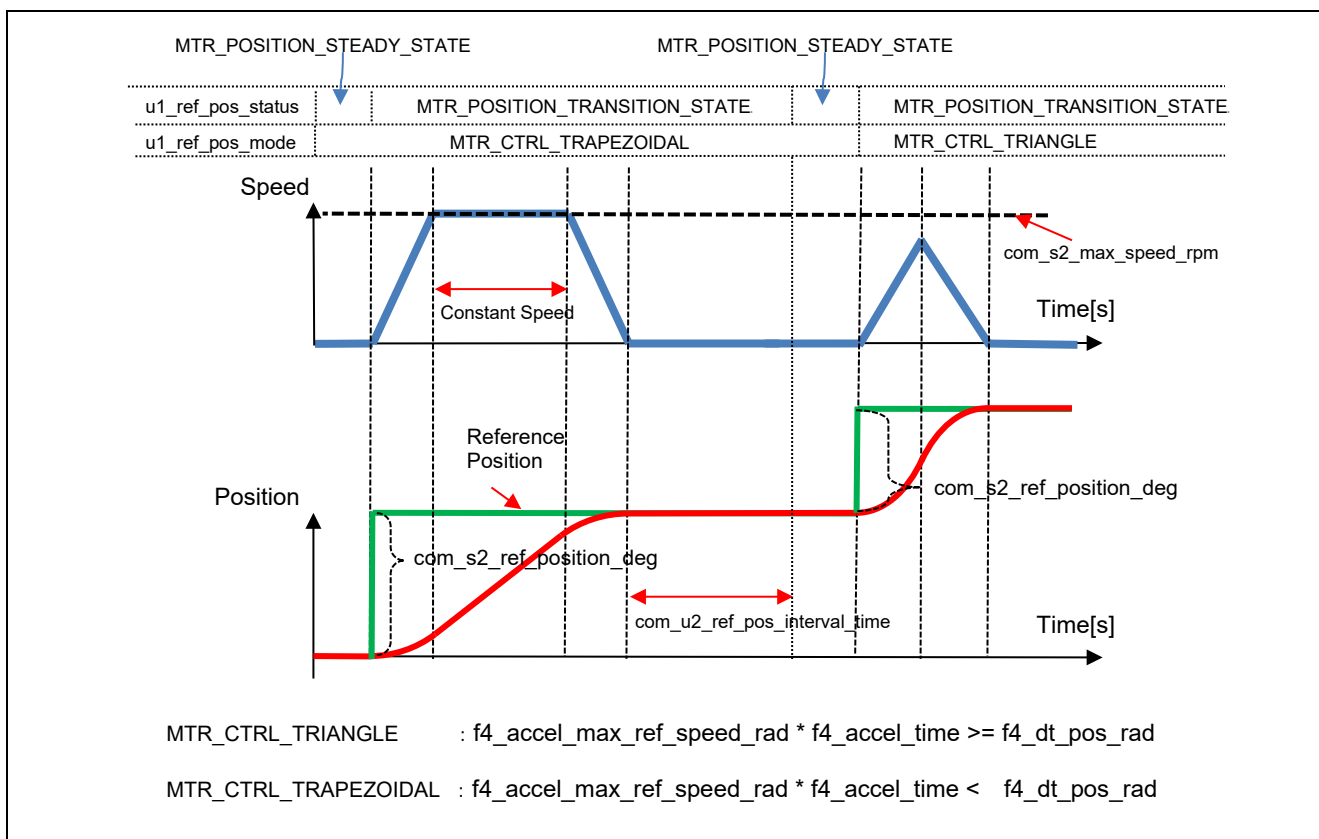 MTR_POSITION_STEADY_STATE
MTR_POSITION_STEADY_STATE
u1_ref_pos_status
MTR_POSITION_TRANSITION_STATE
MTR_POSITION_TRANSITION_STATE
u1_ref_pos_mode
MTR_CTRL_TRAPEZOIDAL
MTR_CTRL_TRIANGLE
Speed
com_s2_max_speed_rpm
Constant Speed
Time[s]
Reference
Position
Position
com_s2_ref_position_deg
com_s2_ref_position_deg
com_u2_ref_pos_interval_time
Time[s]
MTR_CTRL_TRIANGLE : f4_accel_max_ref_speed_rad * f4_accel_time >= f4_dt_pos_rad
MTR_CTRL_TRAPEZOIDAL : f4_accel_max_ref_speed_rad * f4_accel_time < f4_dt_pos_rad